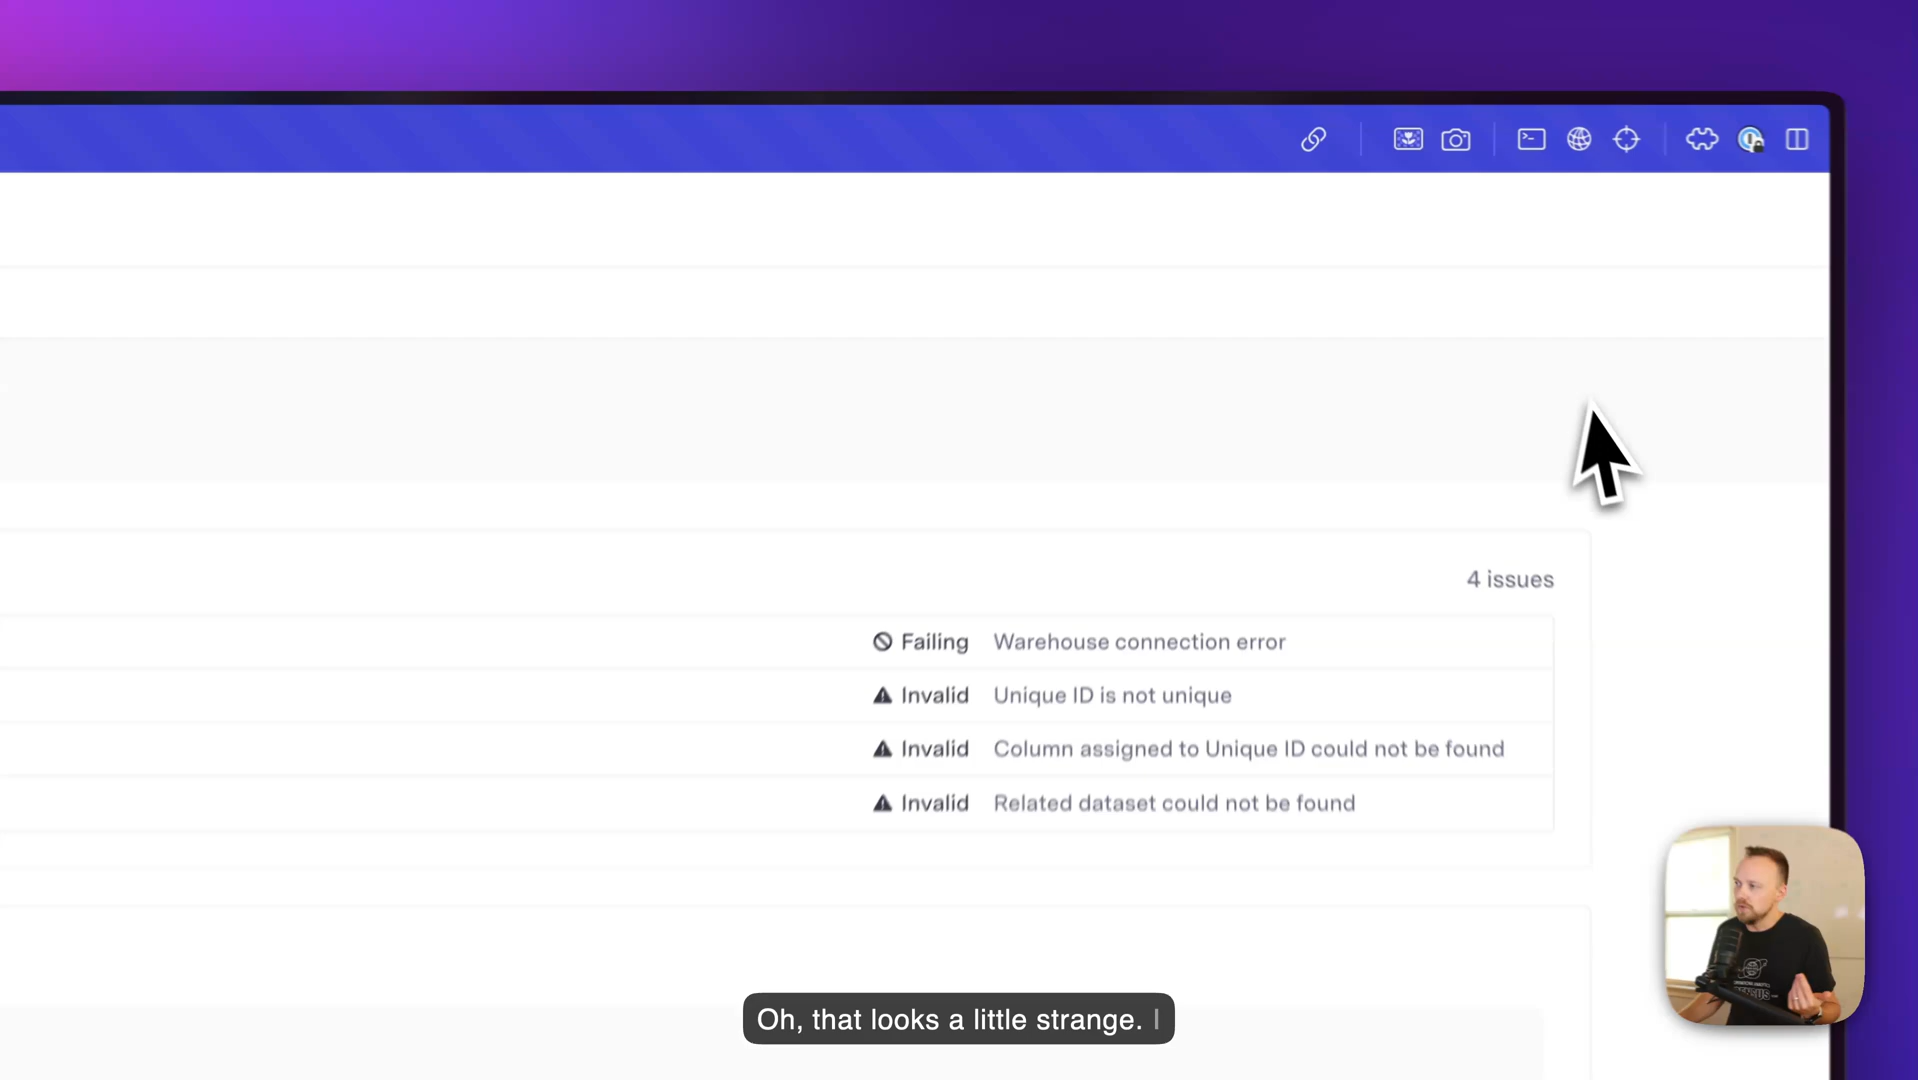 4 issues
Failing Warehouse connection error
Invalid Unique ID is not unique
Invalid Column assigned to Unique ID could not be found
Invalid Related dataset could not be found
Oh, that looks a little strange. I